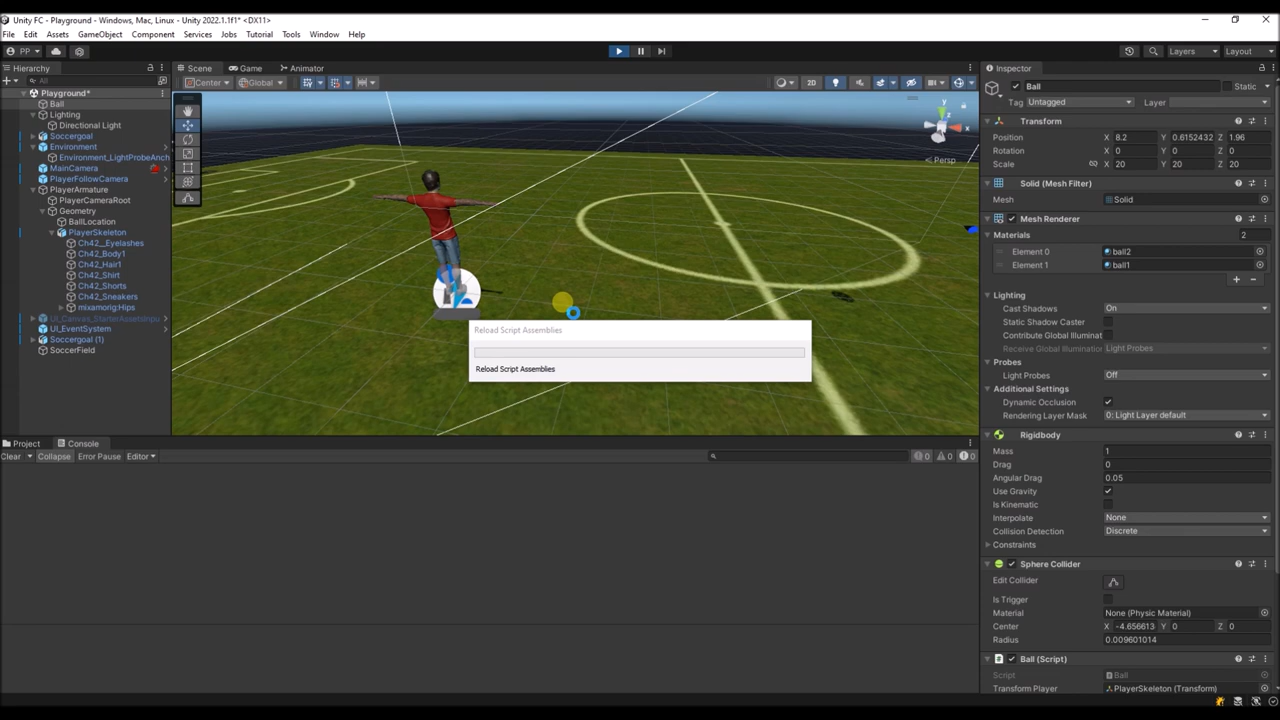 Unity FC - Playground - Windows, Mac, Linux - Unity 2022.1.1f1* <DX11>
File Edit Assets GameObject Component Services Jobs Tutorial Tools Window Help
PP Layers Layout
Hierarchy Scene Game Animator Inspector
All Center Global 2D
Playground*
Ball
Lighting
Directional Light
Soccergoal
Environment
Environment_LightProbeAnch
MainCamera
PlayerFollowCamera
PlayerArmature
PlayerCameraRoot
Geometry
BallLocation
PlayerSkeleton
Ch42__Eyelashes
Ch42_Body1
Ch42_Hair1
Ch42_Shirt
Ch42_Shorts
Ch42_Sneakers
mixamorig:Hips
UI_Canvas_StarterAssetsInpu
UI_EventSystem
Soccergoal (1)
SoccerField
y
x
z
Persp
Reload Script Assemblies
Reload Script Assemblies
Project Console
Clear Collapse Error Pause Editor 0 0 0
Ball Static
Tag Untagged Layer
Transform
Position X 8.2 Y 0.6152432 Z 1.96
Rotation X 0 Y 0 Z 0
Scale X 20 Y 20 Z 20
Solid (Mesh Filter)
Mesh Solid
Mesh Renderer
Materials 2
Element 0 ball2
Element 1 ball1
Lighting
Cast Shadows On
Static Shadow Caster
Contribute Global Illuminat
Receive Global Illumination Light Probes
Probes
Light Probes Off
Additional Settings
Dynamic Occlusion
Rendering Layer Mask 0: Light Layer default
Rigidbody
Mass 1
Drag 0
Angular Drag 0.05
Use Gravity
Is Kinematic
Interpolate None
Collision Detection Discrete
Constraints
Sphere Collider
Edit Collider
Is Trigger
Material None (Physic Material)
Center X -4.656613 Y 0 Z 0
Radius 0.009601014
Ball (Script)
Script Ball
Transform Player PlayerSkeleton (Transform)